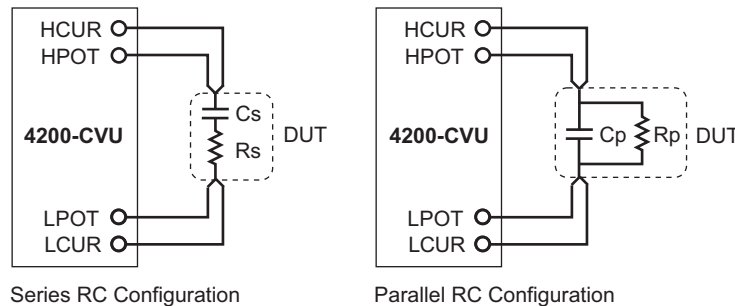 HCUR
HPOT
4200-CVU
Cs
Rs
DUT
LPOT
LCUR
Series RC Configuration
HCUR
HPOT
4200-CVU
Cp
Rp
DUT
LPOT
LCUR
Parallel RC Configuration